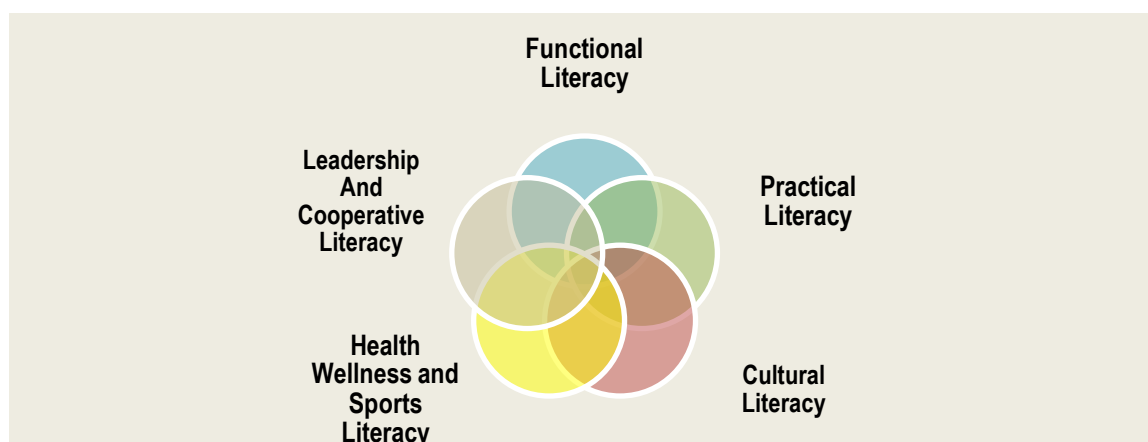 Functional
Literacy
Leadership
And
Cooperative
Literacy
Practical
Literacy
Health
Wellness and
Sports
Literacy
Cultural
Literacy